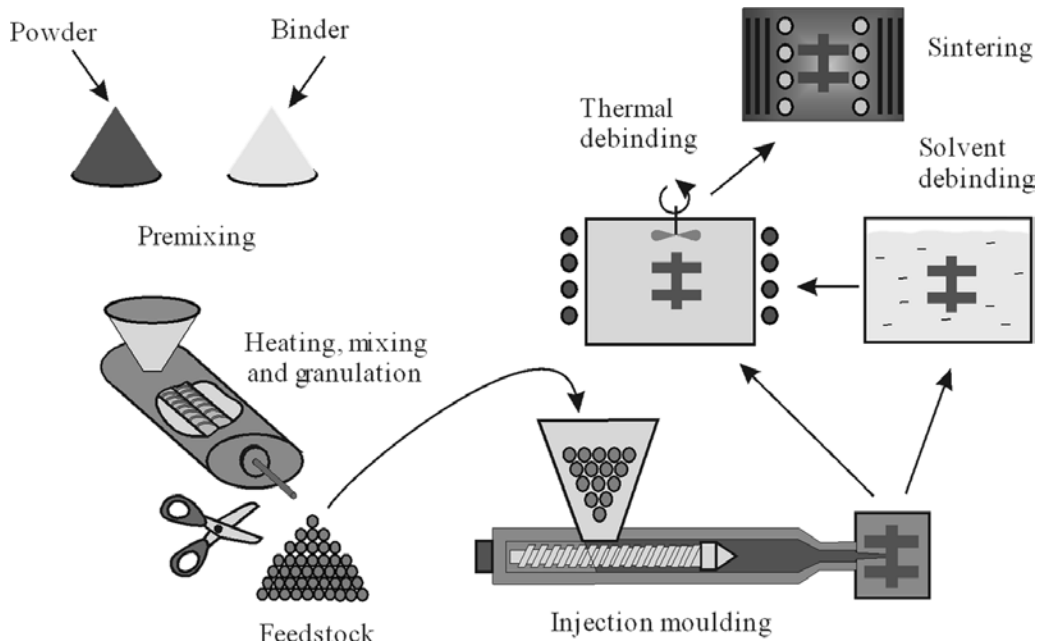 Powder
Binder
Premixing
Heating, mixing
and granulation
Feedstock
Injection moulding
Thermal
debinding
Solvent
debinding
Sintering